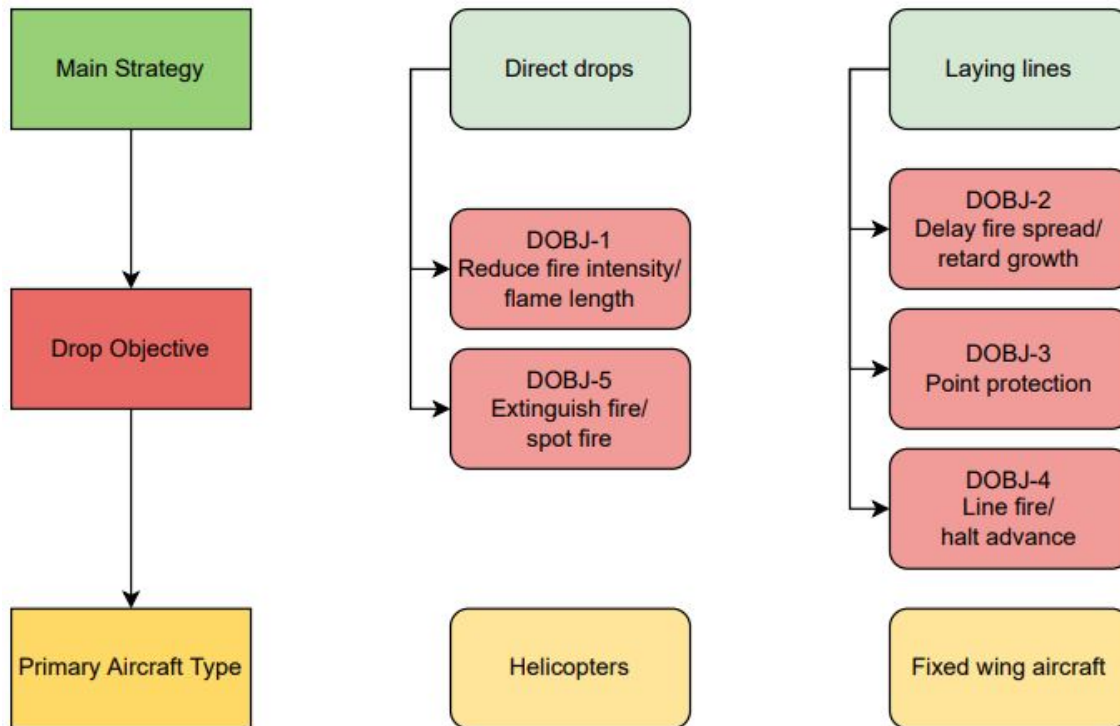 Main Strategy
Direct drops
Laying lines
DOBJ-2
Delay fire spread/
retard growth
DOBJ-1
Reduce fire intensity/
flame length
Drop Objective
DOBJ-3
Point protection
DOBJ-5
Extinguish fire/
spot fire
DOBJ-4
Line fire/
halt advance
Primary Aircraft Type
Helicopters
Fixed wing aircraft